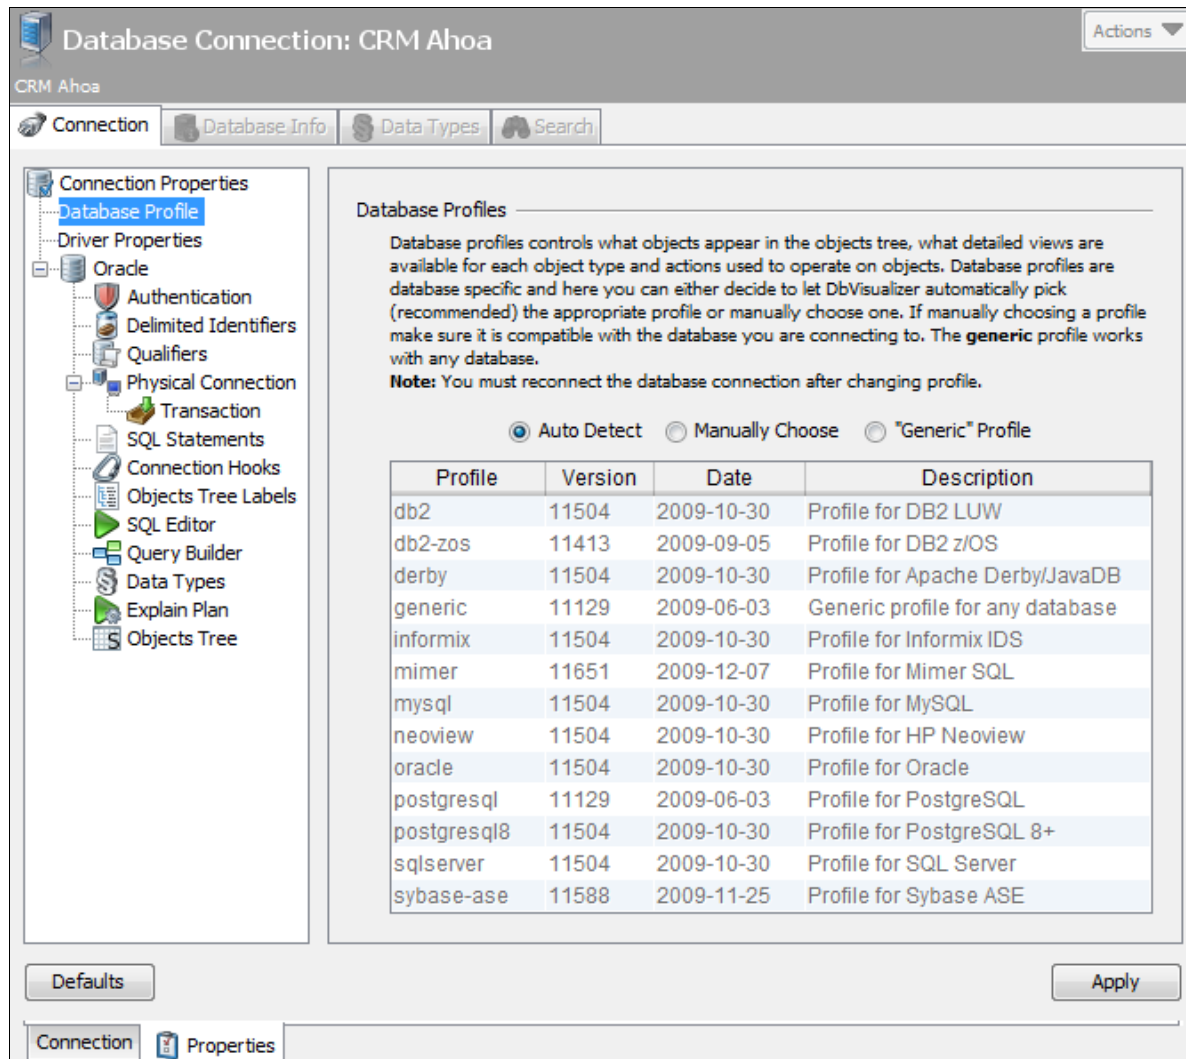 Database Connection: CRM Ahoa
Actions
CRM Ahoa
Connection
Database Info
Data Types
Search
Connection Properties
Database Profile
Driver Properties
Oracle
Authentication
Delimited Identifiers
Qualifiers
Physical Connection
Transaction
SQL Statements
Connection Hooks
Objects Tree Labels
SQL Editor
Query Builder
Data Types
Explain Plan
Objects Tree
Database Profiles
Database profiles controls what objects appear in the objects tree, what detailed views are
available for each object type and actions used to operate on objects. Database profiles are
database specific and here you can either decide to let DbVisualizer automatically pick
(recommended) the appropriate profile or manually choose one. If manually choosing a profile
make sure it is compatible with the database you are connecting to. The generic profile works
with any database.
Note: You must reconnect the database connection after changing profile.
Auto Detect Manually Choose "Generic" Profile
Profile Version Date Description
db2 11504 2009-10-30 Profile for DB2 LUW
db2-zos 11413 2009-09-05 Profile for DB2 z/OS
derby 11504 2009-10-30 Profile for Apache Derby/JavaDB
generic 11129 2009-06-03 Generic profile for any database
informix 11504 2009-10-30 Profile for Informix IDS
mimer 11651 2009-12-07 Profile for Mimer SQL
mysql 11504 2009-10-30 Profile for MySQL
neoview 11504 2009-10-30 Profile for HP Neoview
oracle 11504 2009-10-30 Profile for Oracle
postgresql 11129 2009-06-03 Profile for PostgreSQL
postgresql8 11504 2009-10-30 Profile for PostgreSQL 8+
sqlserver 11504 2009-10-30 Profile for SQL Server
sybase-ase 11588 2009-11-25 Profile for Sybase ASE
Defaults
Apply
Connection
Properties